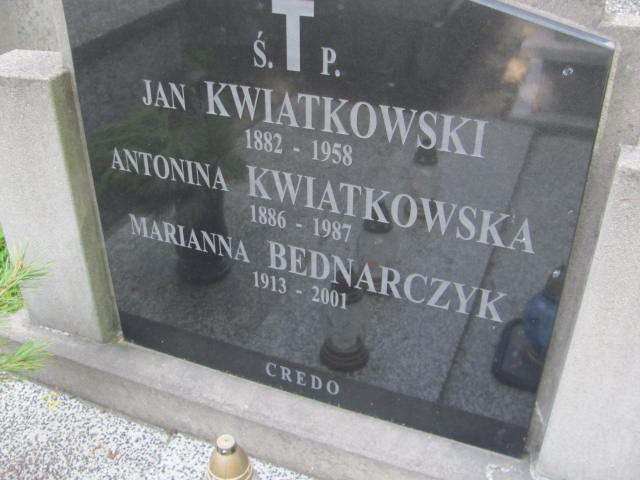 Ś. P.
JAN KWIATKOWSKI
1882 - 1958
ANTONINA KWIATKOWSKA
1886 - 1987
MARIANNA BEDNARCZYK
1913 - 2001
CREDO